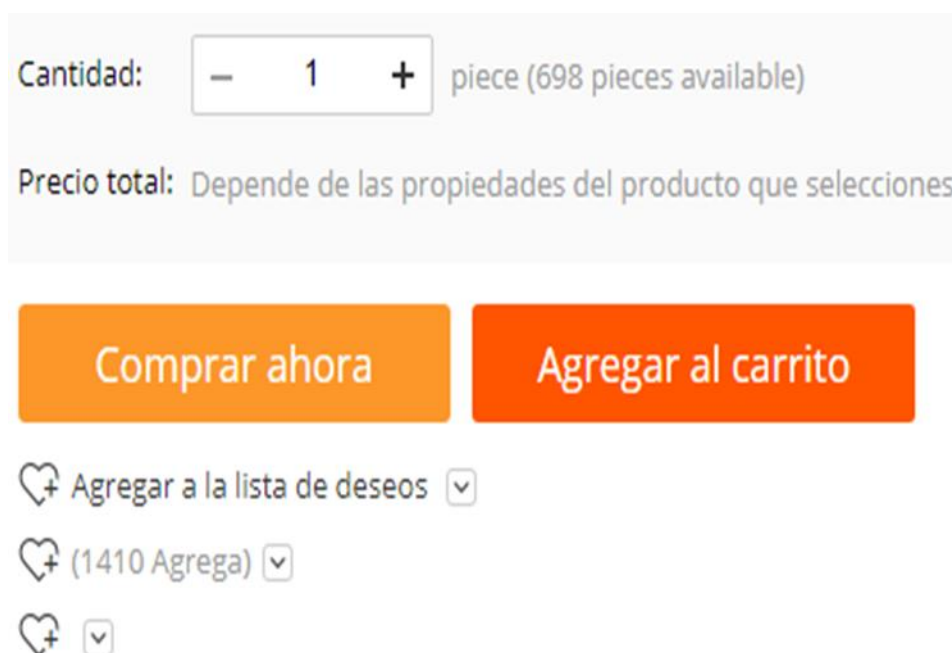 Cantidad: − 1 + piece (698 pieces available)
Precio total: Depende de las propiedades del producto que selecciones
Comprar ahora Agregar al carrito
Agregar a la lista de deseos
(1410 Agrega)